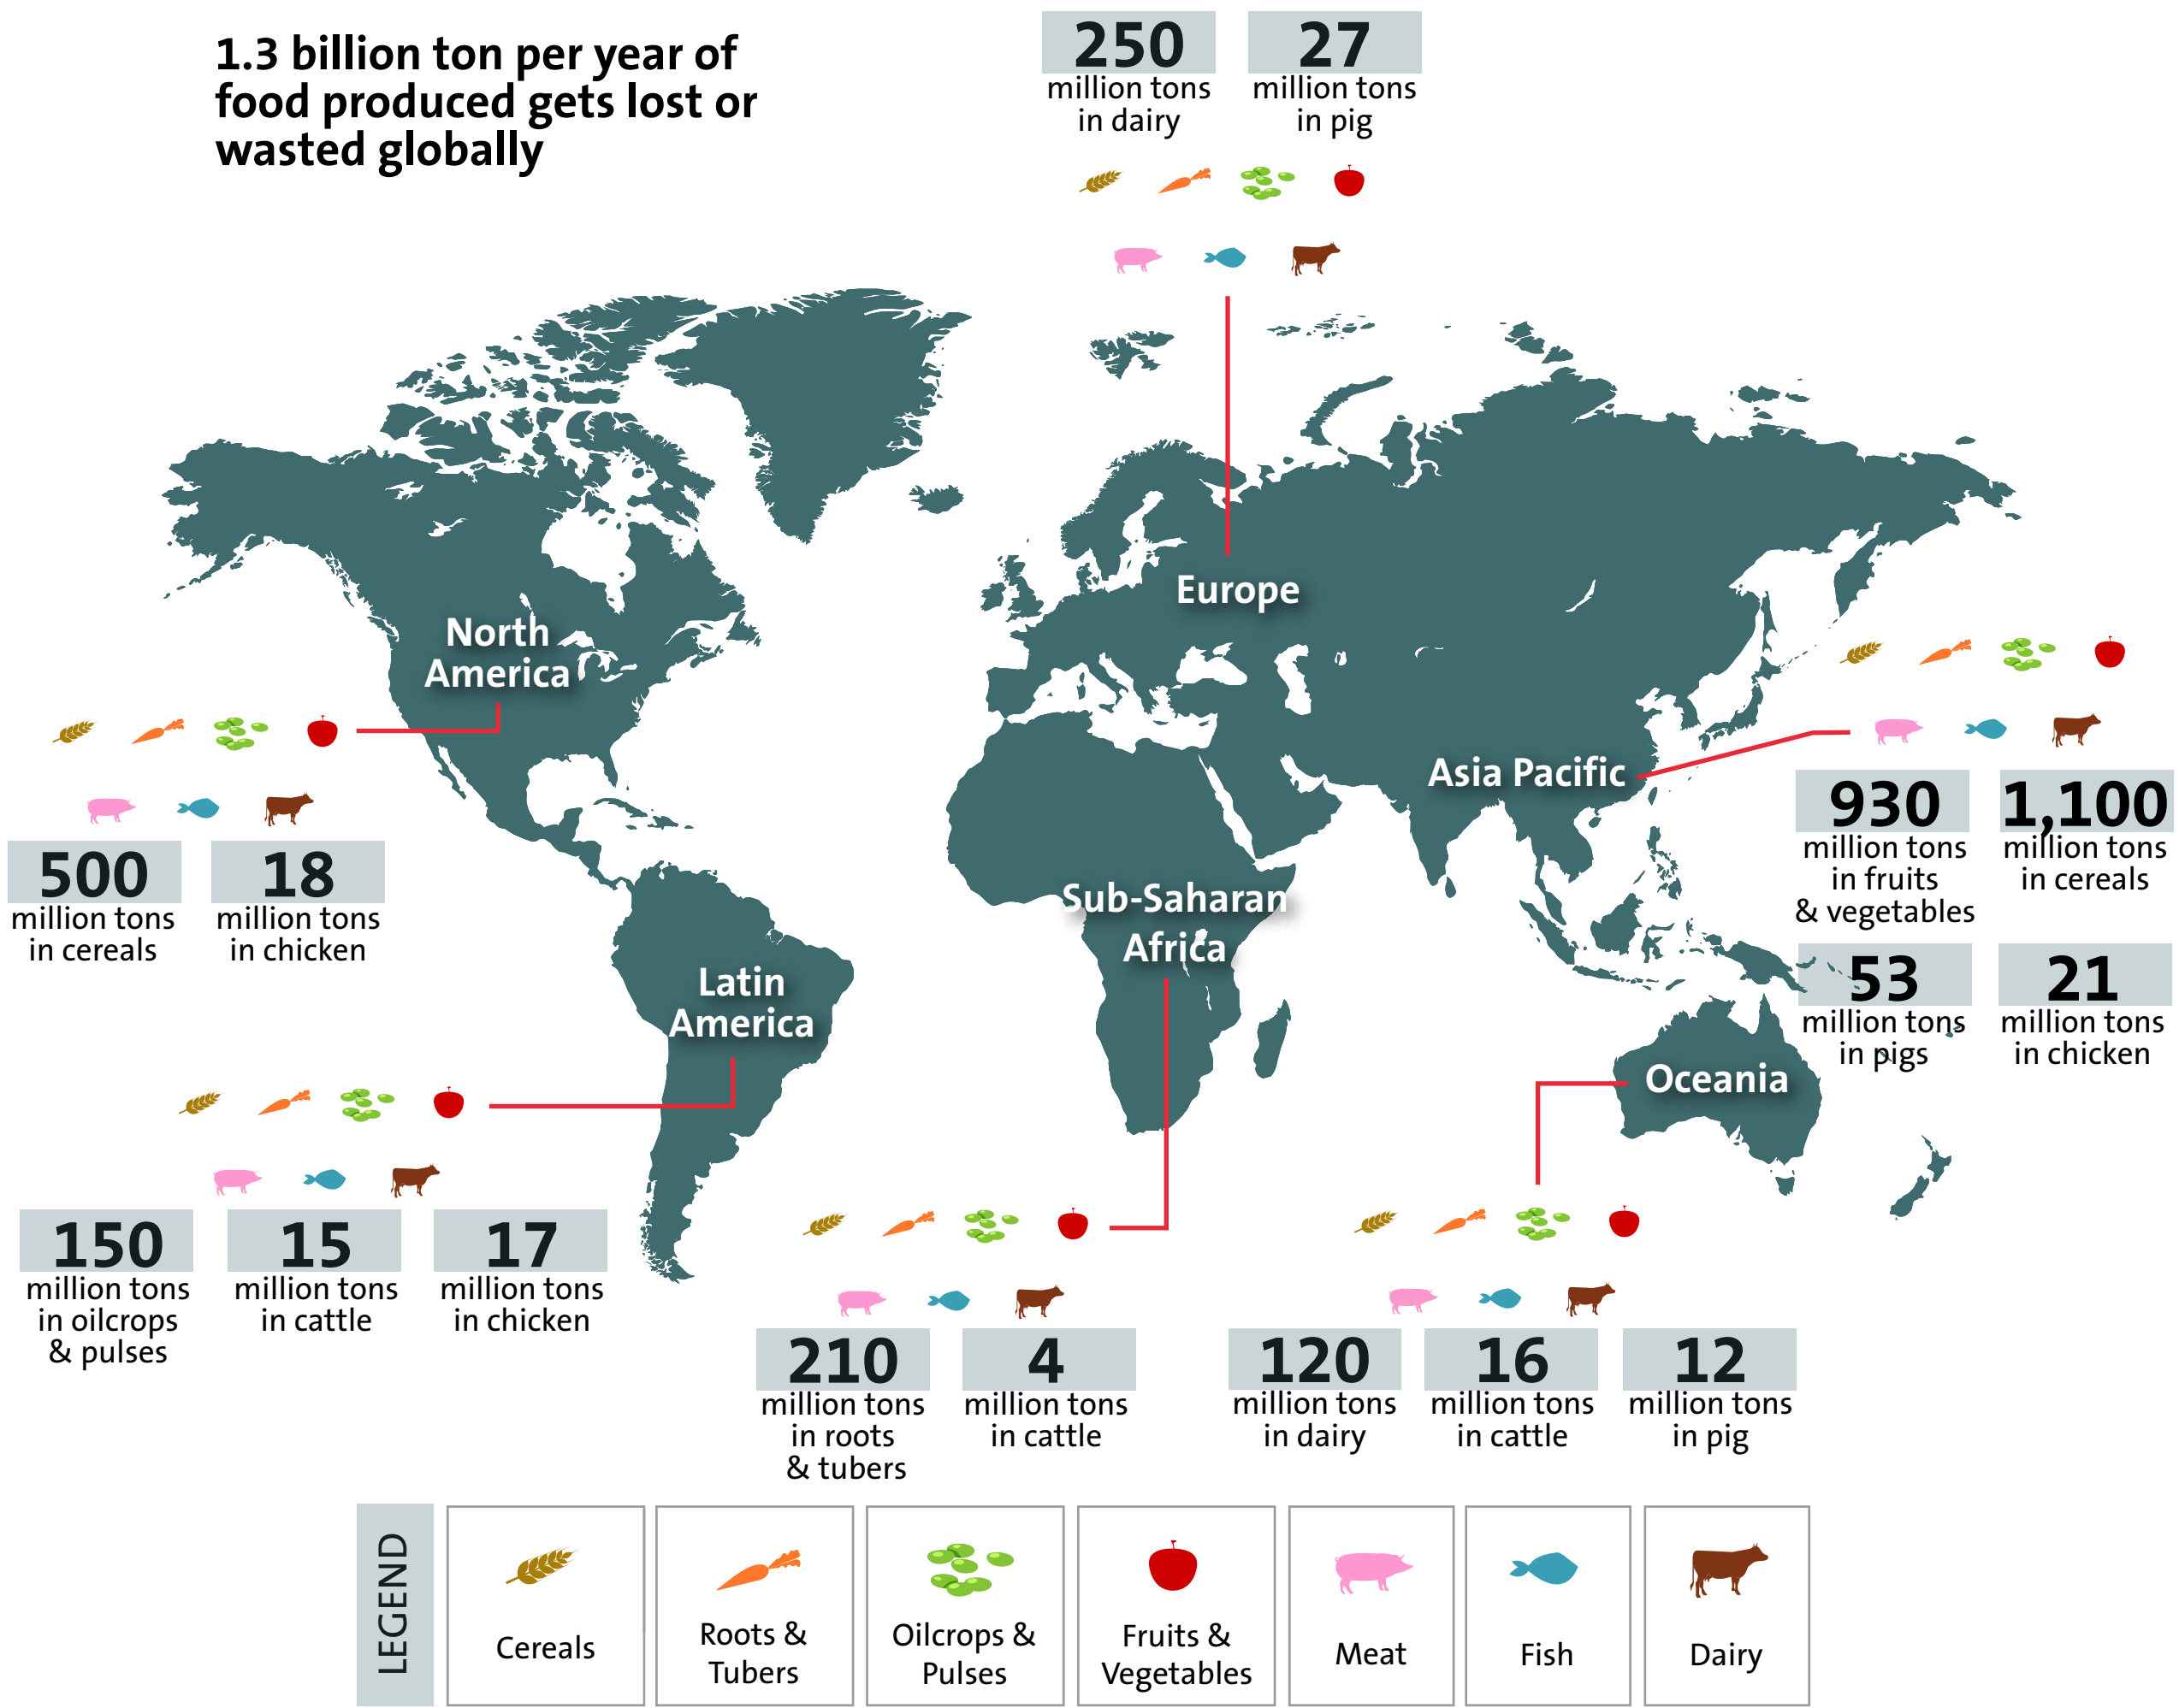 1.3 billion ton per year of
food produced gets lost or
wasted globally
250
million tons
in dairy
27
million tons
in pig
Europe
North
America
500
million tons
in cereals
18
million tons
in chicken
Asia Pacific
930
million tons
in fruits
& vegetables
1,100
million tons
in cereals
53
million tons
in pigs
21
million tons
in chicken
Sub-Saharan
Africa
Latin
America
Oceania
150
million tons
in oilcrops
& pulses
15
million tons
in cattle
17
million tons
in chicken
210
million tons
in roots
& tubers
4
million tons
in cattle
120
million tons
in dairy
16
million tons
in cattle
12
million tons
in pig
LEGEND
Cereals
Roots &
Tubers
Oilcrops &
Pulses
Fruits &
Vegetables
Meat
Fish
Dairy